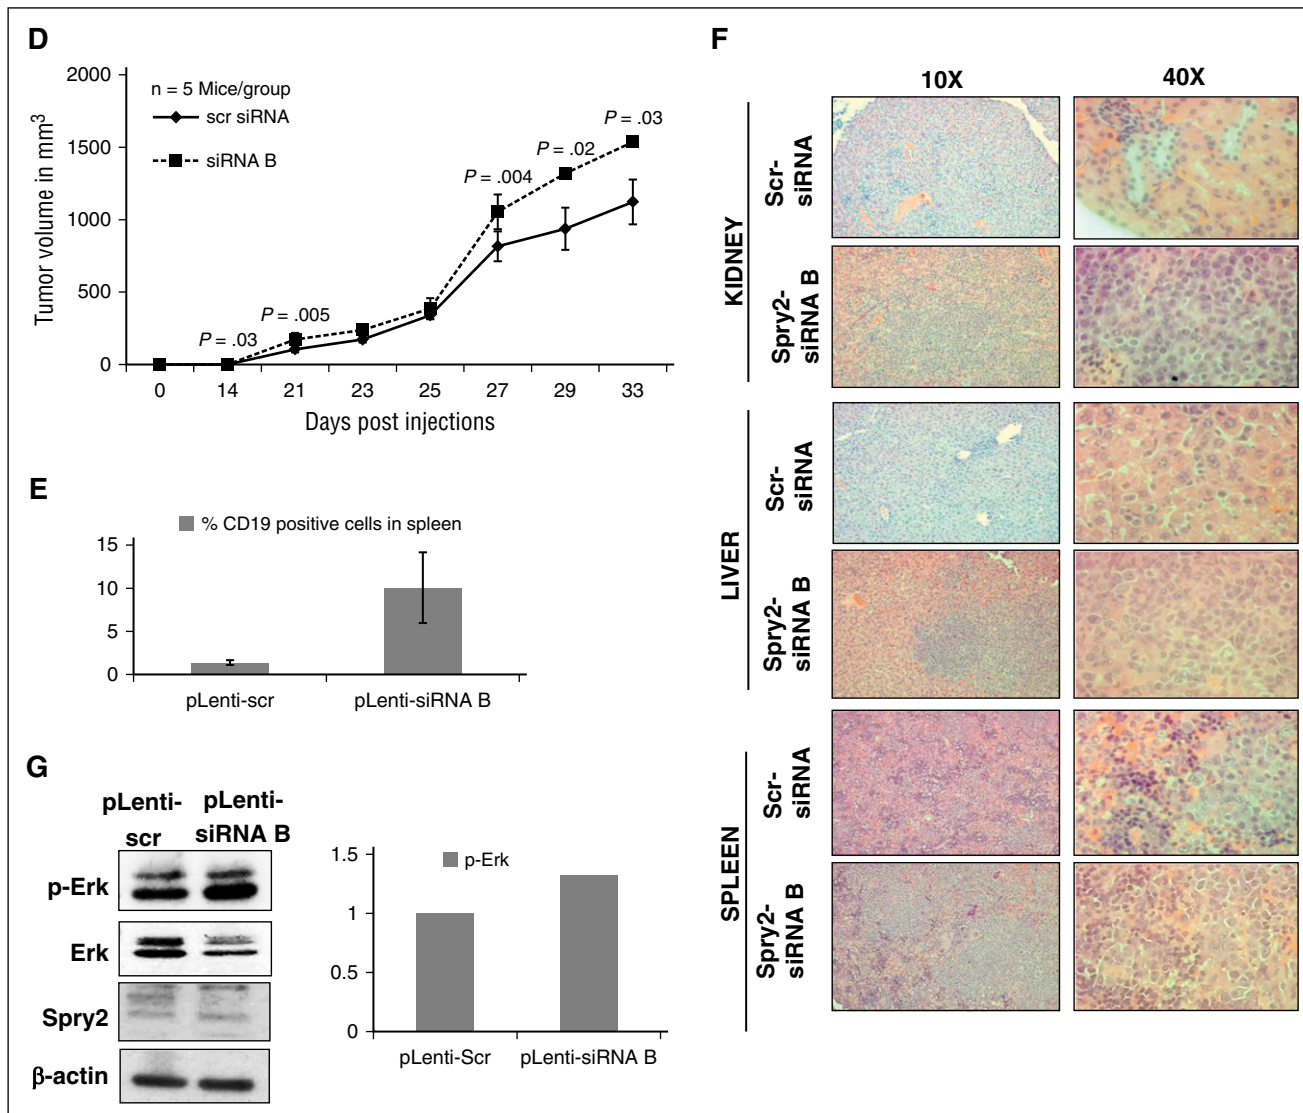 D
2000
1500
1000
500
0
Tumor volume in mm³
n = 5 Mice/group
scr siRNA
siRNA B
P = .03
P = .005
P = .004
P = .02
P = .03
0 14 21 23 25 27 29 33
Days post injections
E
% CD19 positive cells in spleen
15
10
5
0
pLenti-scr pLenti-siRNA B
G
pLenti-
scr
pLenti-
siRNA B
p-Erk
Erk
Spry2
β-actin
1.5
1
0.5
0
p-Erk
pLenti-Scr pLenti-siRNA B
F
10X 40X
KIDNEY
Scr-
siRNA
Spry2-
siRNA B
LIVER
Scr-
siRNA
Spry2-
siRNA B
SPLEEN
Scr-
siRNA
Spry2-
siRNA B